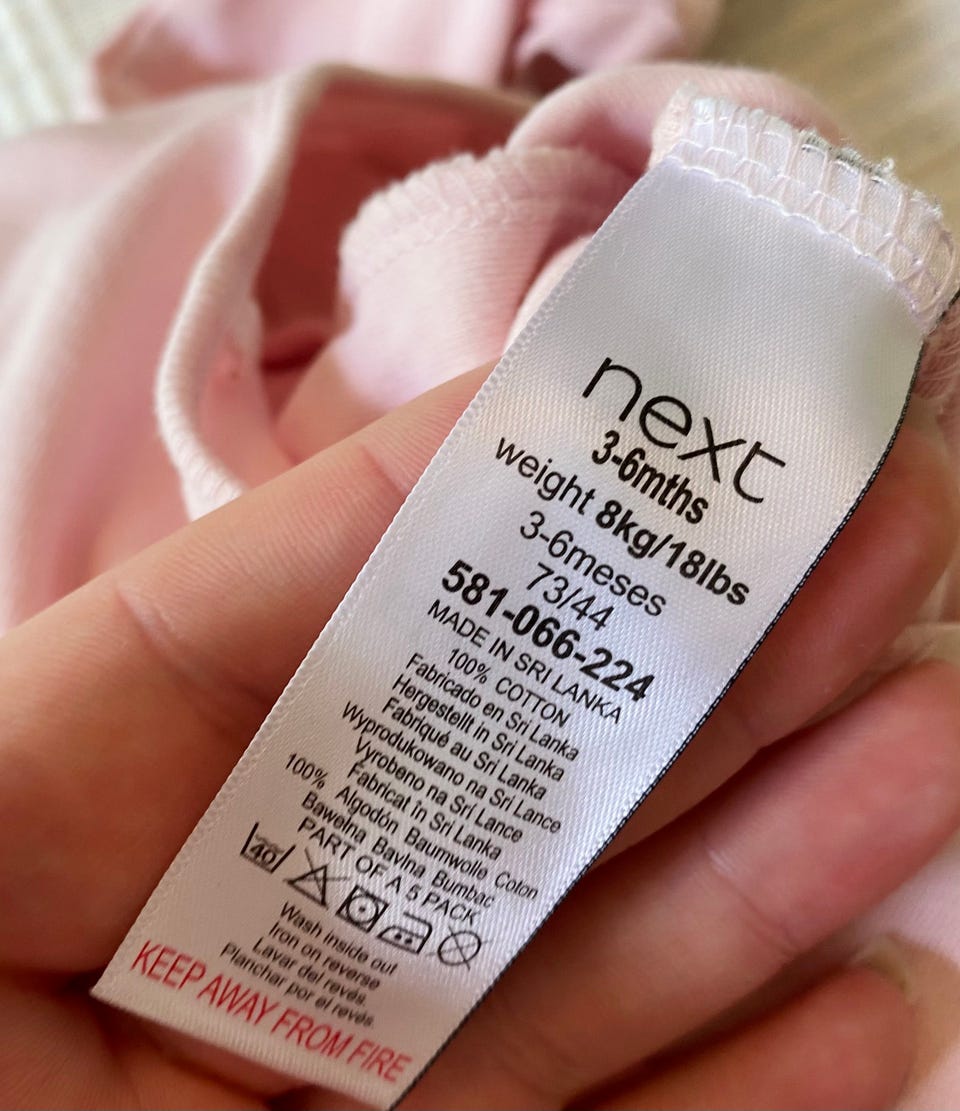 next
3-6mths
weight 8kg/18lbs
3-6meses
73/44
581-066-224
MADE IN SRI LANKA
100% COTTON
Fabricado en Sri Lanka
Hergestellt in Sri Lanka
Fabriqué au Sri Lanka
Wyprodukowano na Sri Lance
Vyrobeno na Srí Lance
Fabricat în Sri Lanka
100% Algodón Baumwolle Coton
Bawełna Bavlna Bumbac
PART OF A 5 PACK
40
Wash inside out
Iron on reverse
Lavar del revés.
Planchar por el revés.
KEEP AWAY FROM FIRE